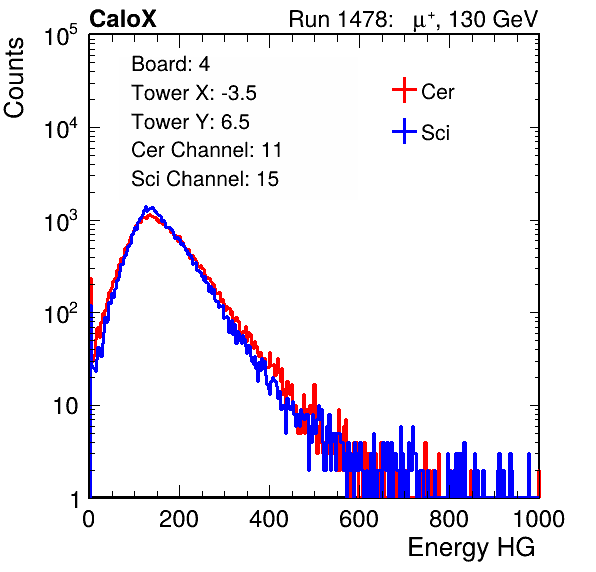 CaloX Run 1478: μ⁺, 130 GeV
Counts
10⁵
10⁴
10³
10²
10
1
Board: 4
Tower X: -3.5
Tower Y: 6.5
Cer Channel: 11
Sci Channel: 15
Cer
Sci
0 200 400 600 800 1000
Energy HG